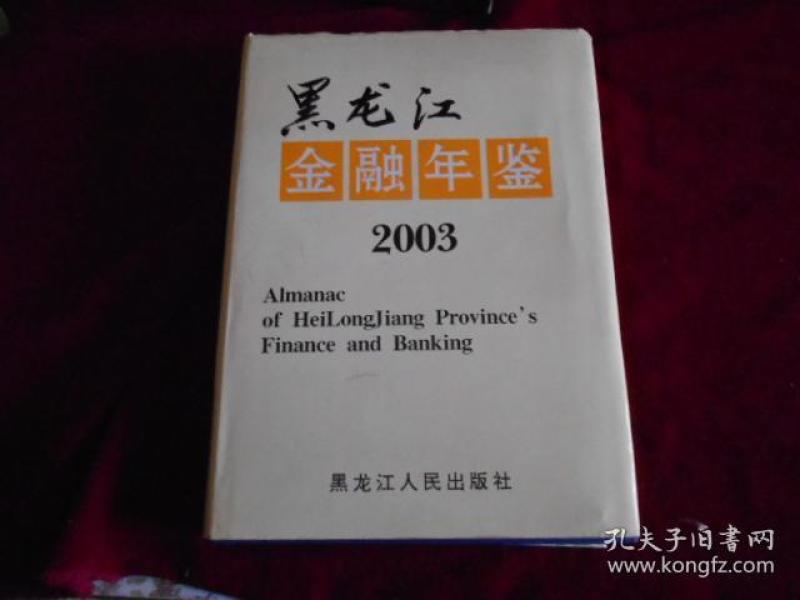 黑龙江
金融年鉴
2003
Almanac
of HeiLongJiang Province's
Finance and Banking
黑龙江人民出版社
孔夫子旧書网
www.kongfz.com